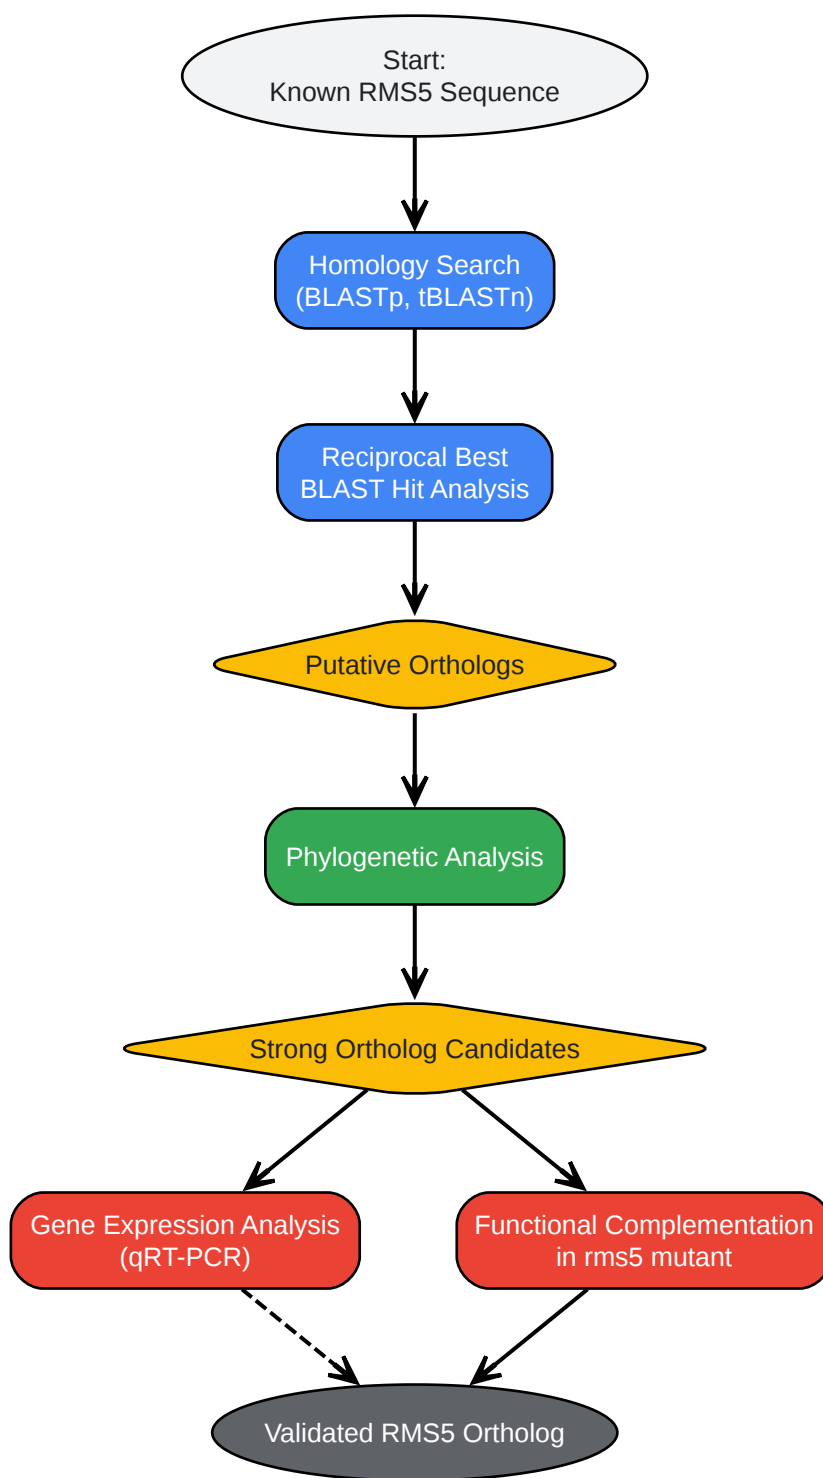 Start:
Known RMS5 Sequence
Homology Search
(BLASTp, tBLASTn)
Reciprocal Best
BLAST Hit Analysis
Putative Orthologs
Phylogenetic Analysis
Strong Ortholog Candidates
Gene Expression Analysis
(qRT-PCR)
Functional Complementation
in rms5 mutant
Validated RMS5 Ortholog